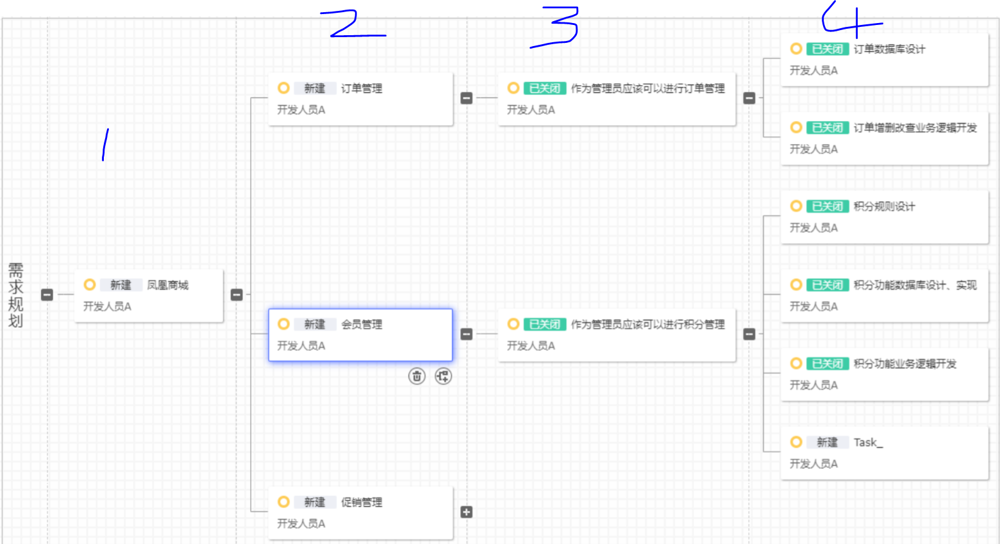 1
2
3
4
需求规划
新建 凤凰商城
开发人员A
新建 订单管理
开发人员A
新建 会员管理
开发人员A
新建 促销管理
开发人员A
已关闭 作为管理员应该可以进行订单管理
开发人员A
已关闭 作为管理员应该可以进行积分管理
开发人员A
已关闭 订单数据库设计
开发人员A
已关闭 订单增删改查业务逻辑开发
开发人员A
已关闭 积分规则设计
开发人员A
已关闭 积分功能数据库设计、实现
开发人员A
已关闭 积分功能业务逻辑开发
开发人员A
新建 Task_
开发人员A